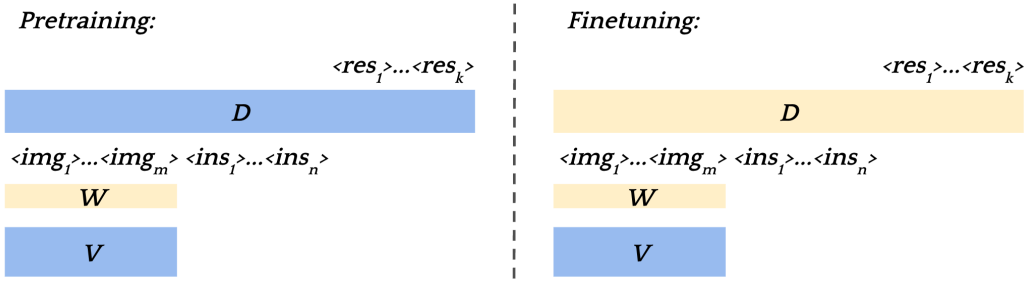 Pretraining:
<res1>...<resk>
D
<img1>...<imgm> <ins1>...<insn>
W
V
Finetuning:
<res1>...<resk>
D
<img1>...<imgm> <ins1>...<insn>
W
V